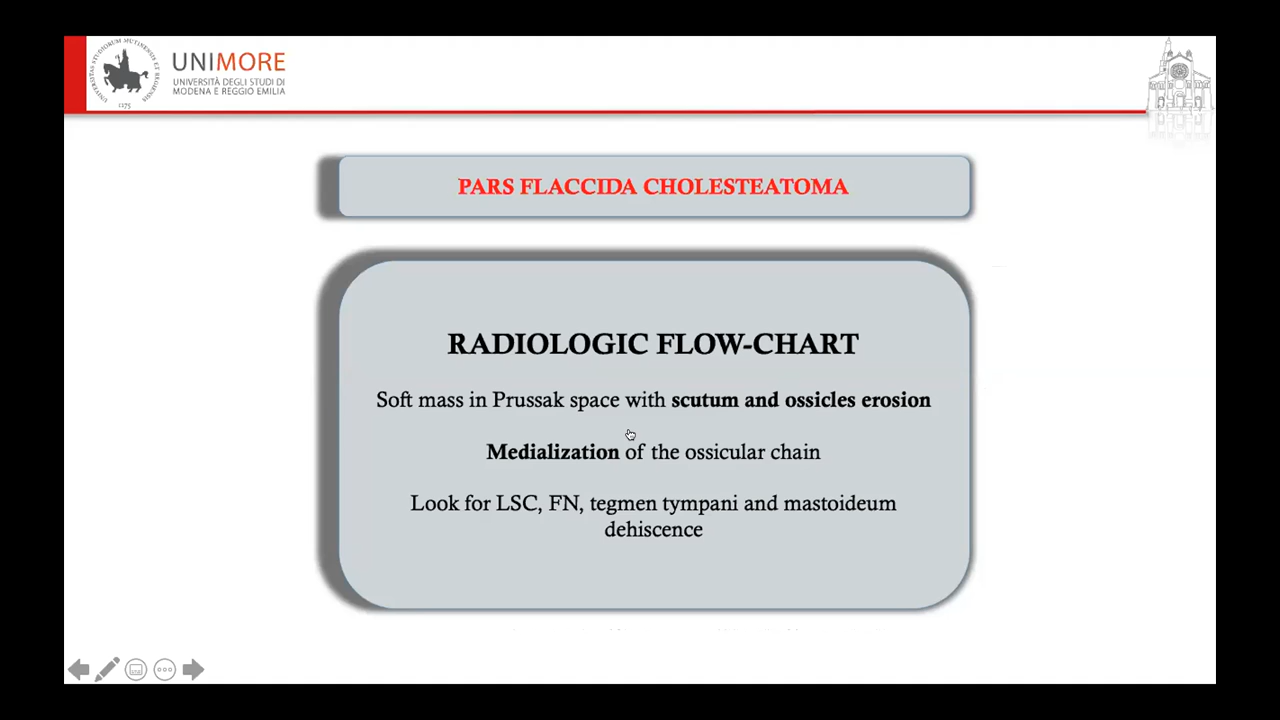 UNIMORE
UNIVERSITÀ DEGLI STUDI DI
MODENA E REGGIO EMILIA
1175
PARS FLACCIDA CHOLESTEATOMA
RADIOLOGIC FLOW-CHART
Soft mass in Prussak space with scutum and ossicles erosion
Medialization of the ossicular chain
Look for LSC, FN, tegmen tympani and mastoideum
dehiscence